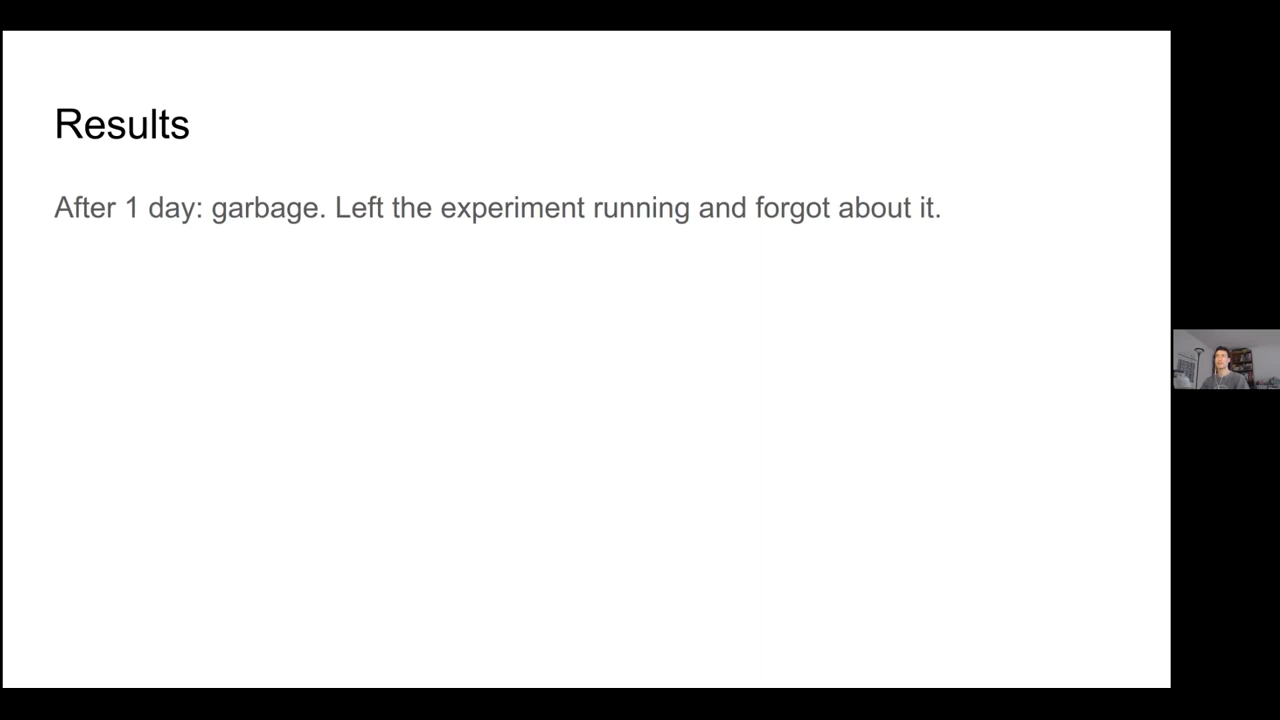 Results
After 1 day: garbage. Left the experiment running and forgot about it.